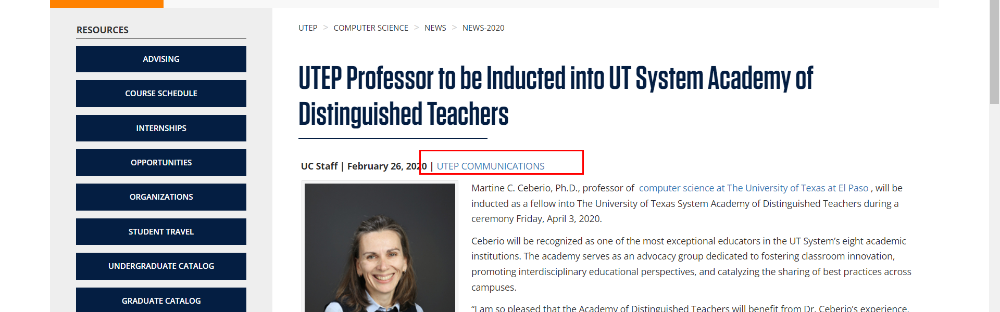 RESOURCES
ADVISING
COURSE SCHEDULE
INTERNSHIPS
OPPORTUNITIES
ORGANIZATIONS
STUDENT TRAVEL
UNDERGRADUATE CATALOG
GRADUATE CATALOG
UTEP > COMPUTER SCIENCE > NEWS > NEWS-2020
UTEP Professor to be Inducted into UT System Academy of
Distinguished Teachers
UC Staff | February 26, 2020 | UTEP COMMUNICATIONS
Martine C. Ceberio, Ph.D., professor of computer science at The University of Texas at El Paso , will be
inducted as a fellow into The University of Texas System Academy of Distinguished Teachers during a
ceremony Friday, April 3, 2020.
Ceberio will be recognized as one of the most exceptional educators in the UT System’s eight academic
institutions. The academy serves as an advocacy group dedicated to fostering classroom innovation,
promoting interdisciplinary educational perspectives, and catalyzing the sharing of best practices across
campuses.
“I am so pleased that the Academy of Distinguished Teachers will benefit from Dr. Ceberio’s experience,